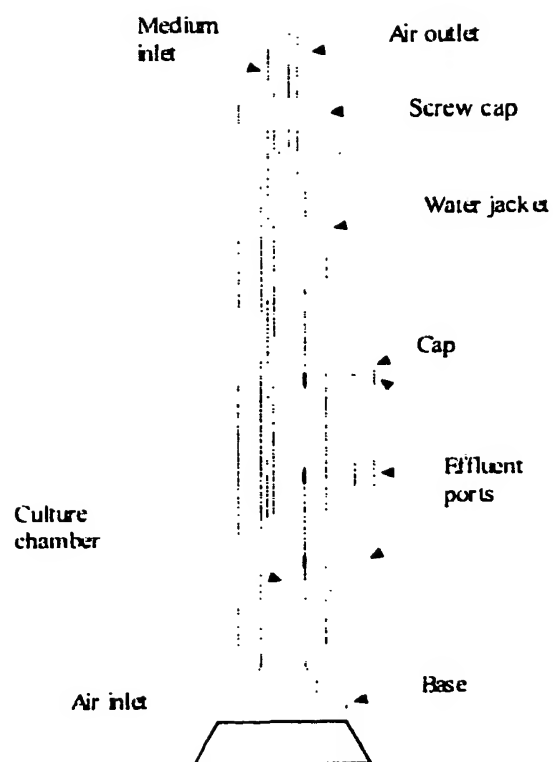 Medium
inlet
Air outlet
Screw cap
Water jacket
Cap
Effluent
ports
Culture
chamber
Base
Air inlet